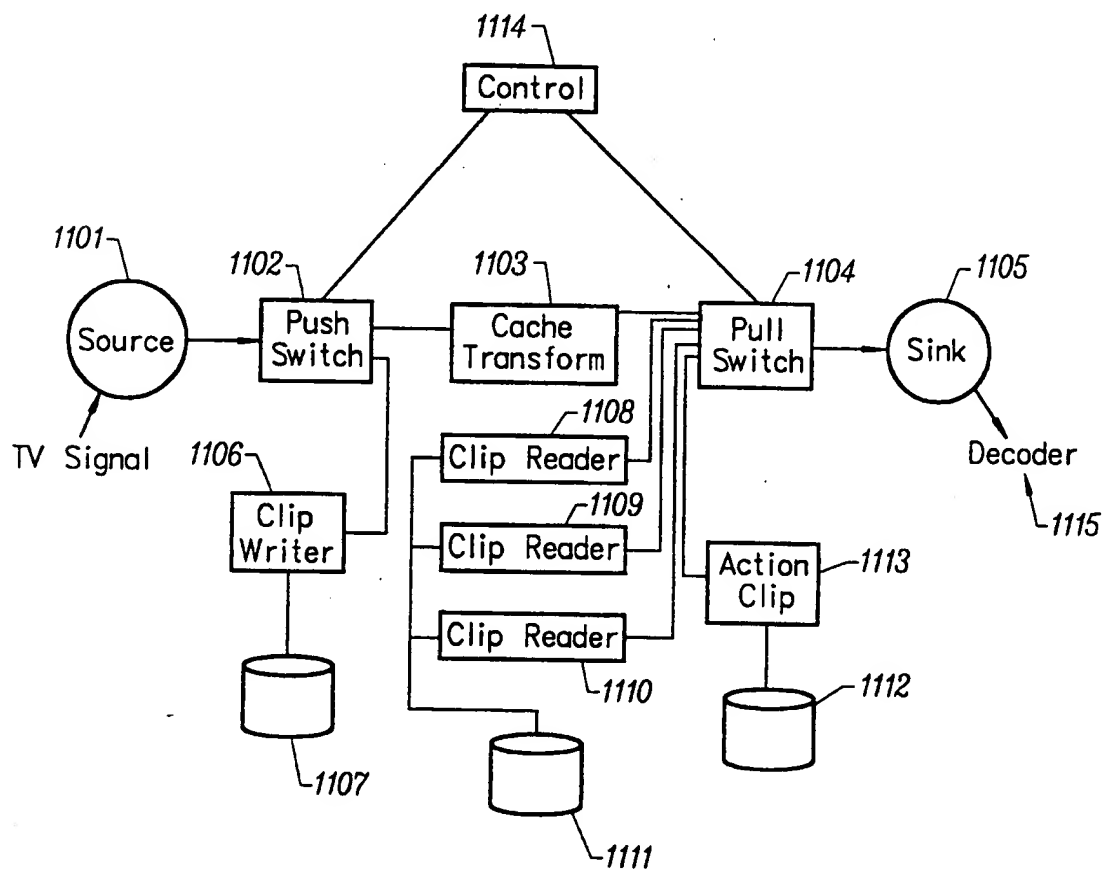 1114
Control
1101
1102
1103
1104
1105
Source
Push
Switch
Cache
Transform
Pull
Switch
Sink
TV Signal
1106
1108
Clip Reader
Decoder
1109
1115
Clip
Writer
Clip Reader
Action
Clip
1113
Clip Reader
1110
1112
1107
1111